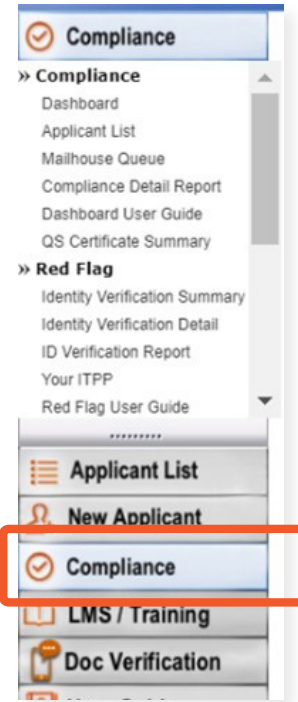 Compliance
» Compliance
Dashboard
Applicant List
Mailhouse Queue
Compliance Detail Report
Dashboard User Guide
QS Certificate Summary
» Red Flag
Identity Verification Summary
Identity Verification Detail
ID Verification Report
Your ITPP
Red Flag User Guide
Applicant List
New Applicant
Compliance
LMS / Training
Doc Verification